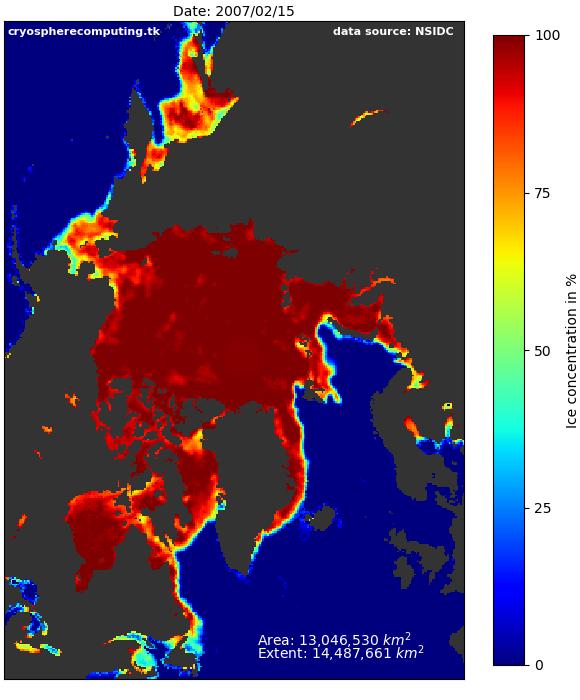 Date: 2007/02/15
cryospherecomputing.tk
data source: NSIDC
100
75
50
25
0
Ice concentration in %
Area: 13,046,530 km²
Extent: 14,487,661 km²